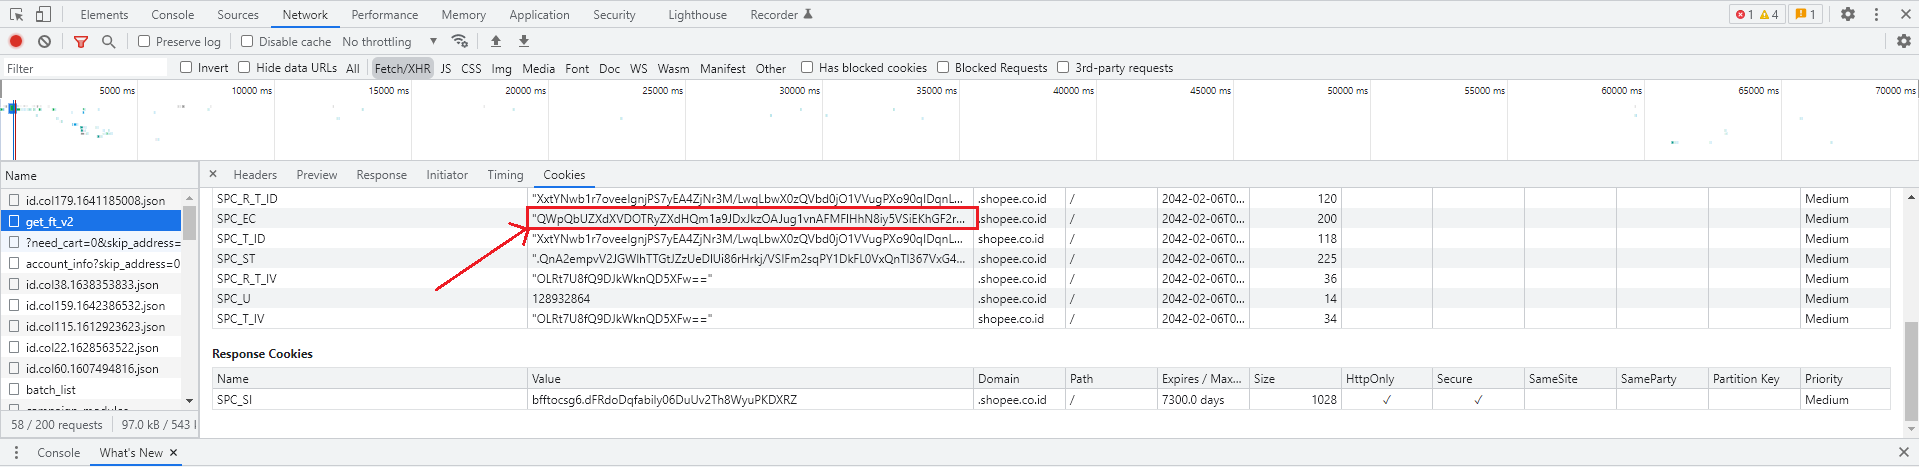 Elements Console Sources Network Performance Memory Application Security Lighthouse Recorder 1 4 1
Preserve log Disable cache No throttling
Filter Invert Hide data URLs All Fetch/XHR JS CSS Img Media Font Doc WS Wasm Manifest Other Has blocked cookies Blocked Requests 3rd-party requests
5000 ms 10000 ms 15000 ms 20000 ms 25000 ms 30000 ms 35000 ms 40000 ms 45000 ms 50000 ms 55000 ms 60000 ms 65000 ms 70000 ms
Name
id.col179.1641185008.json
get_ft_v2
?need_cart=0&skip_address=
account_info?skip_address=0
id.col38.1638353833.json
id.col159.1642386532.json
id.col115.1612923623.json
id.col22.1628563522.json
id.col60.1607494816.json
batch_list
58 / 200 requests 97.0 kB / 543 l
× Headers Preview Response Initiator Timing Cookies
SPC_R_T_ID "XxtYNwb1r7oveelgnjPS7yEA4ZjNr3M/LwqLbwX0zQVbd0jO1VVugPXo90qIDqnL... .shopee.co.id / 2042-02-06T0... 120 Medium
SPC_EC "QWpQbUZXdXVDOTRyZXdHQm1a9JDxJkzOAJug1vnAFMFIHhN8iy5VSiEKhGF2r... .shopee.co.id / 2042-02-06T0... 200 Medium
SPC_T_ID "XxtYNwb1r7oveelgnjPS7yEA4ZjNr3M/LwqLbwX0zQVbd0jO1VVugPXo90qIDqnL... shopee.co.id / 2042-02-06T0... 118 Medium
SPC_ST ".QnA2empvV2JGWlhTTGtJZzUeDIUi86rHrkj/VSIFm2sqPY1DkFL0VxQnTI367VxG4... .shopee.co.id / 2042-02-06T0... 225 Medium
SPC_R_T_IV "OLRt7U8fQ9DJkWknQD5XFw==" .shopee.co.id / 2042-02-06T0... 36 Medium
SPC_U 128932864 .shopee.co.id / 2042-02-06T0... 14 Medium
SPC_T_IV "OLRt7U8fQ9DJkWknQD5XFw==" shopee.co.id / 2042-02-06T0... 34 Medium
Response Cookies
Name Value Domain Path Expires / Max... Size HttpOnly Secure SameSite SameParty Partition Key Priority
SPC_SI bfftocsg6.dFRdoDqfabily06DuUv2Th8WyuPKDXRZ .shopee.co.id / 7300.0 days 1028 ✓ ✓ Medium
Console What's New ×